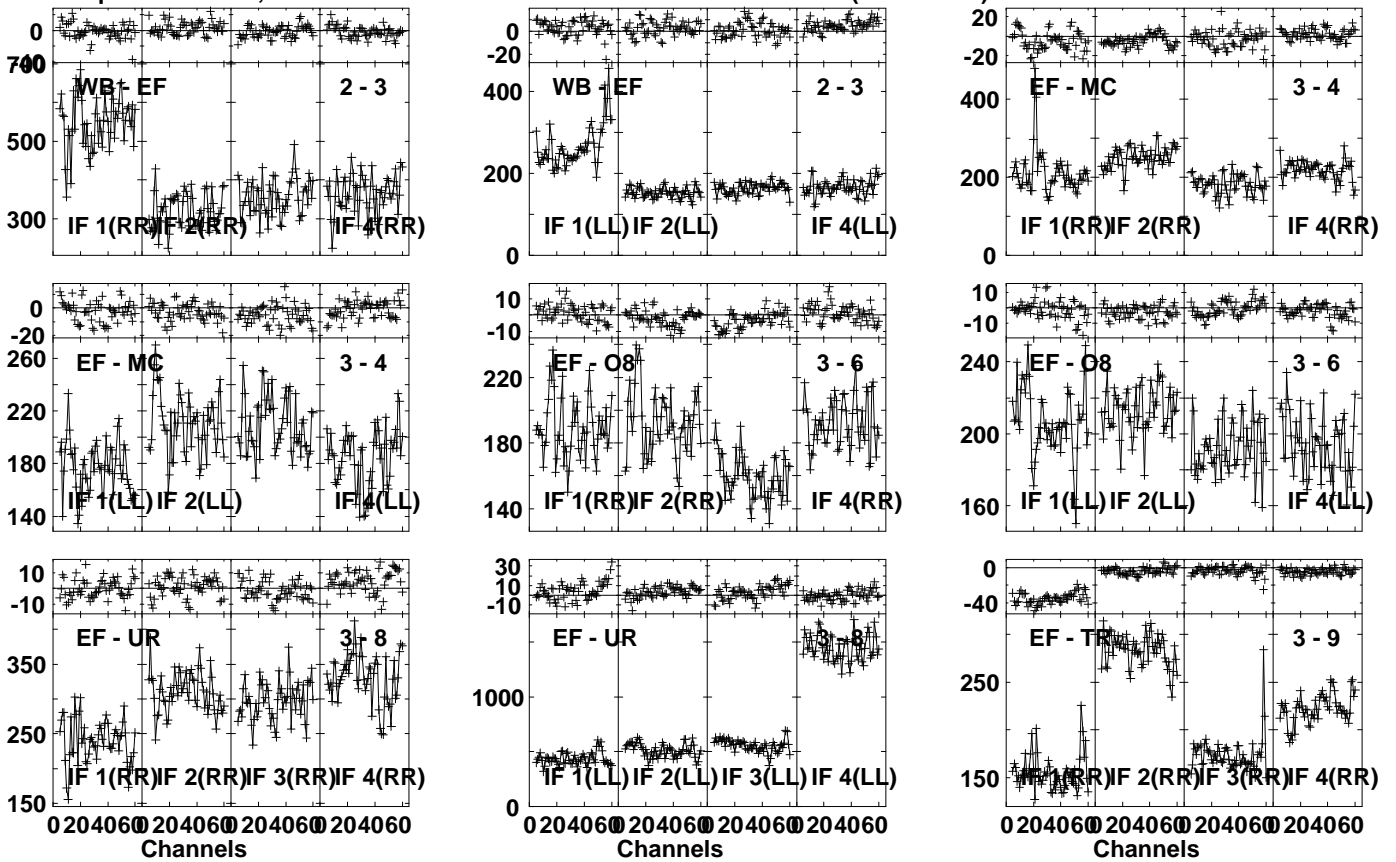 0 0 20
-20 0
-40 -20 -20
700 WB - EF 2 - 3 WB - EF 2 - 3 EF - MC 3 - 4
400 400
500
200 200
300
IF 1(RR) IF 2(RR) IF 4(RR) IF 1(LL) IF 2(LL) IF 4(LL) IF 1(RR) IF 2(RR) IF 4(RR)
0 0
0 10 10
-20 -10 -10
260 EF - MC 3 - 4 EF - O8 3 - 6 EF - O8 3 - 6
220 220 240
180 180 200
140 IF 1(LL) IF 2(LL) IF 4(LL) 140 IF 1(RR) IF 2(RR) IF 4(RR) 160 IF 1(LL) IF 2(LL) IF 4(LL)
10 30 0
-10 10 -40
-10
EF - UR 3 - 8 EF - UR 3 - 8 EF - TR 3 - 9
350 1000 250
250
IF 1(RR) IF 2(RR) IF 3(RR) IF 4(RR) IF 1(LL) IF 2(LL) IF 3(LL) IF 4(LL) 150 IF 1(RR) IF 2(RR) IF 3(RR) IF 4(RR)
150 0
0 20 40 60 0 20 40 60 0 20 40 60 0 20 40 60 0 20 40 60 0 20 40 60 0 20 40 60 0 20 40 60 0 20 40 60 0 20 40 60 0 20 40 60 0 20 40 60
Channels Channels Channels